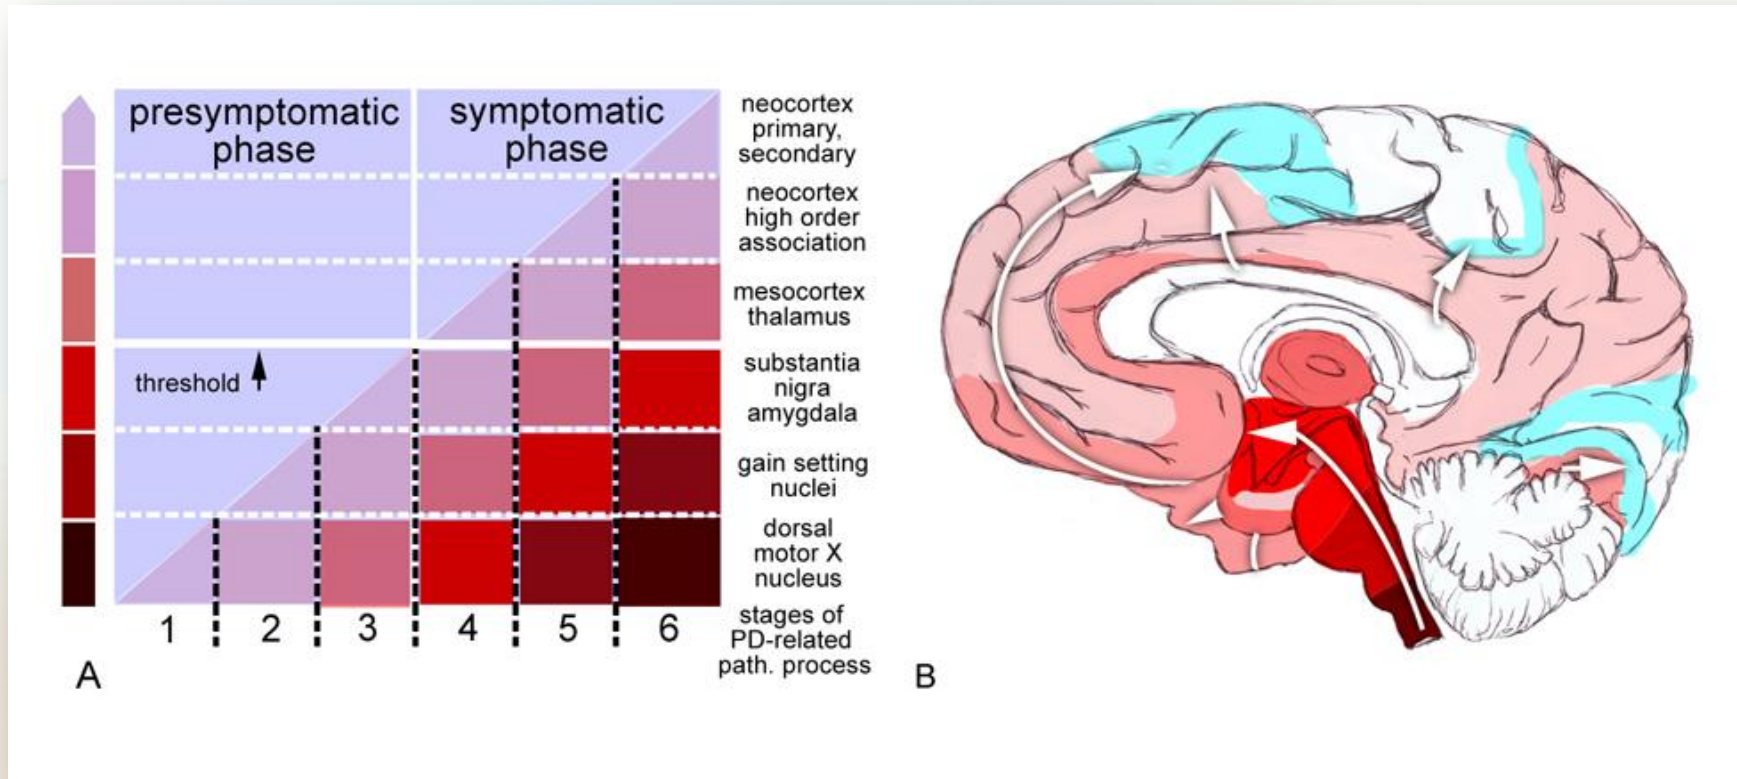 presymptomatic
phase
symptomatic
phase
threshold
neocortex
primary,
secondary
neocortex
high order
association
mesocortex
thalamus
substantia
nigra
amygdala
gain setting
nuclei
dorsal
motor X
nucleus
1 2 3 4 5 6
stages of
PD-related
path. process
A
B